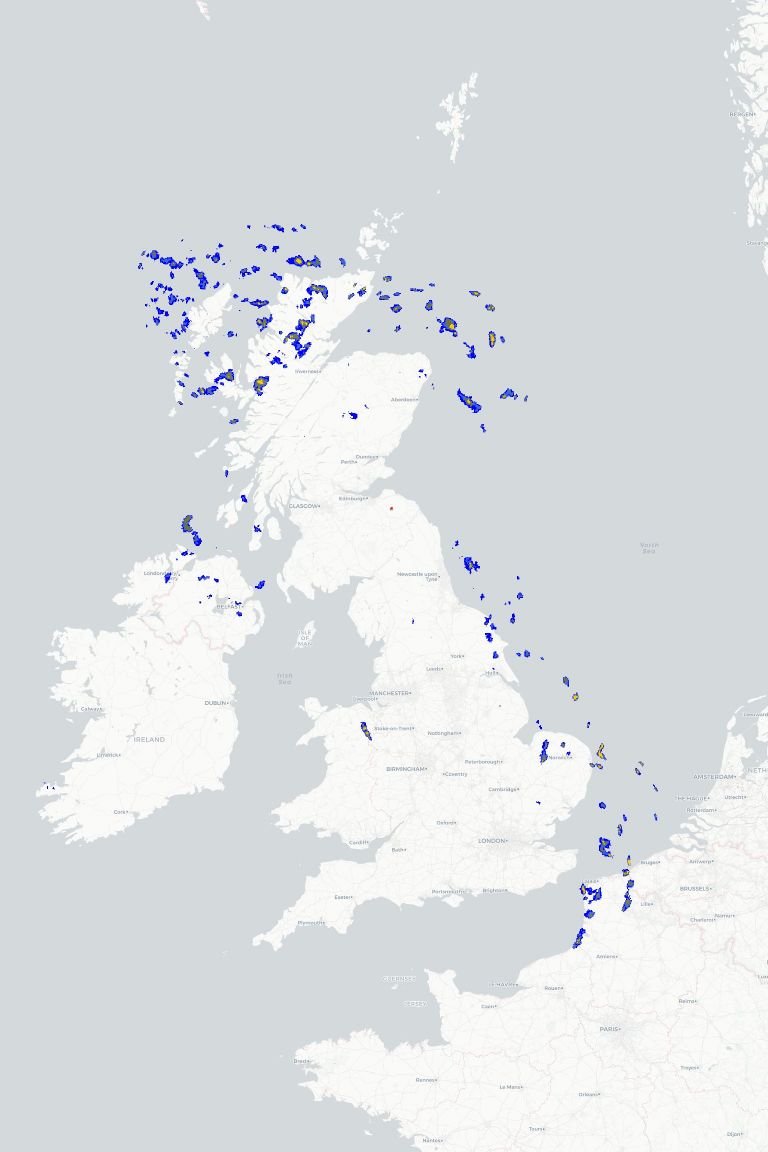 BERGEN
Inverness
Aberdeen
Dundee
Perth
Edinburgh
GLASGOW
North
Sea
Newcastle upon
Tyne
BELFAST
ISLE
OF
MAN
York
Leeds
Hull
Irish
Sea
MANCHESTER
Liverpool
DUBLIN
Galway
Stoke-on-Trent
Nottingham
IRELAND
Limerick
Norwich
Peterborough
BIRMINGHAM
Coventry
AMSTERDAM
Cambridge
THE HAGUE
Utrecht
Rotterdam
Cork
Oxford
LONDON
Cardiff
Bath
Bruges
Antwerp
BRUSSELS
Portsmouth
Brighton
Exeter
Lille
Namur
Charleroi
Plymouth
Amiens
GUERNSEY
LE HAVRE
Rouen
JERSEY
Caen
Reims
PARIS
Brest
Troyes
Rennes
Le Mans
Orléans
Tours
Dijon
Nantes